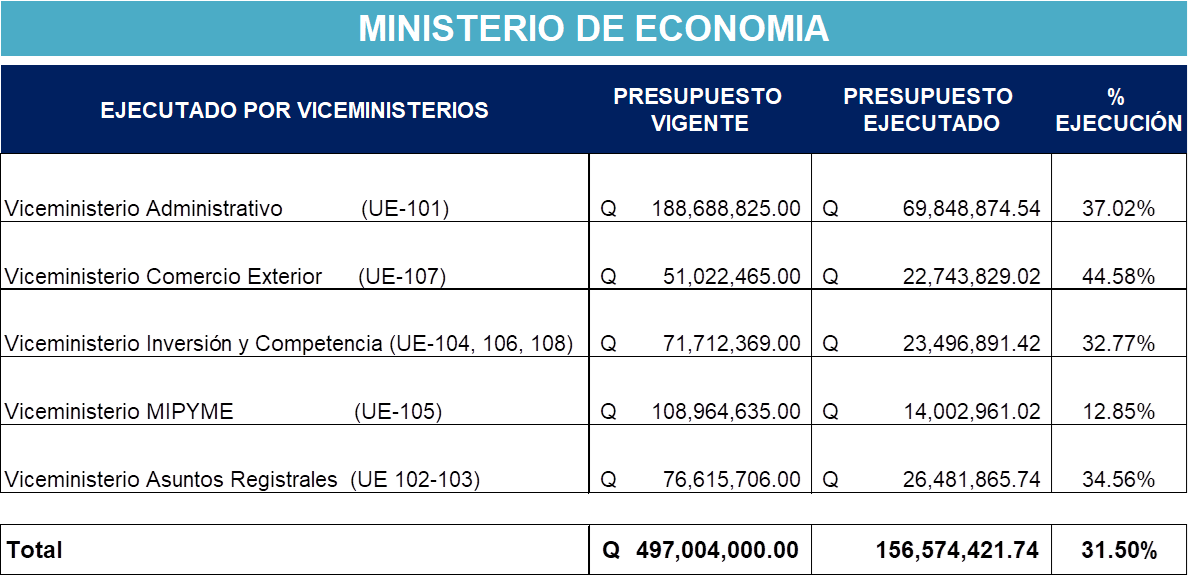 MINISTERIO DE ECONOMIA
EJECUTADO POR VICEMINISTERIOS PRESUPUESTO VIGENTE PRESUPUESTO EJECUTADO % EJECUCIÓN
Viceministerio Administrativo (UE-101) Q 188,688,825.00 Q 69,848,874.54 37.02%
Viceministerio Comercio Exterior (UE-107) Q 51,022,465.00 Q 22,743,829.02 44.58%
Viceministerio Inversión y Competencia (UE-104, 106, 108) Q 71,712,369.00 Q 23,496,891.42 32.77%
Viceministerio MIPYME (UE-105) Q 108,964,635.00 Q 14,002,961.02 12.85%
Viceministerio Asuntos Registrales (UE 102-103) Q 76,615,706.00 Q 26,481,865.74 34.56%
Total Q 497,004,000.00 156,574,421.74 31.50%